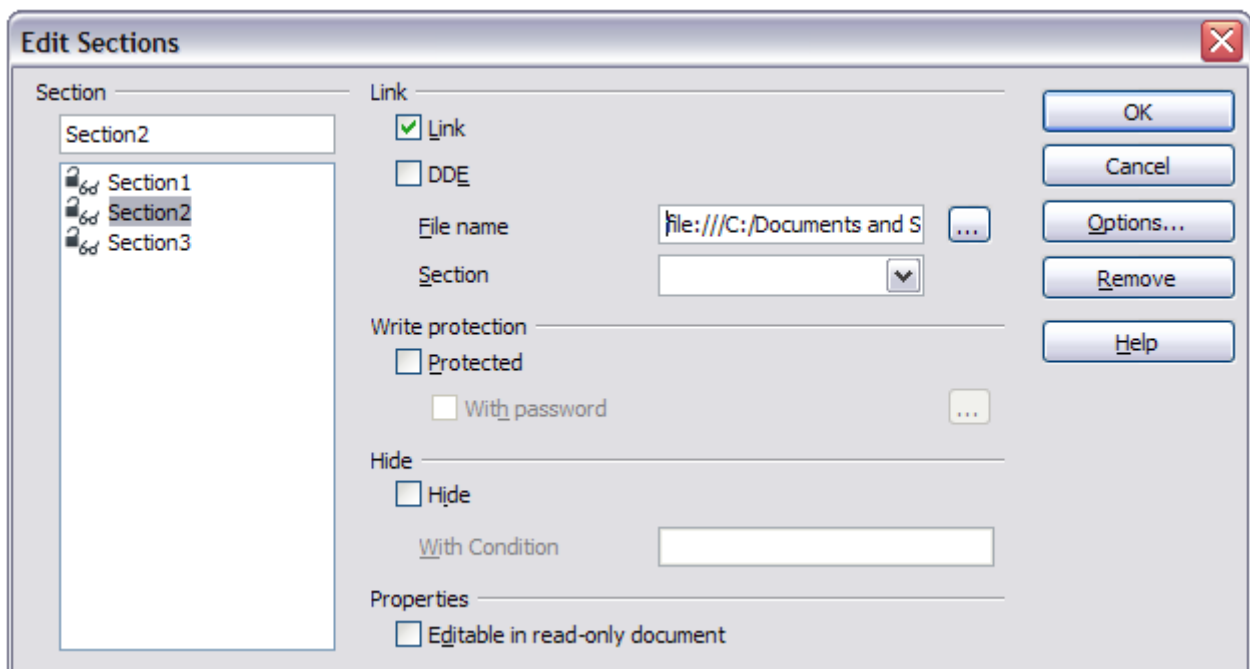 Edit Sections
Section
Section2
Section1
Section2
Section3
Link
Link
DDE
File name
file:///C:/Documents and S
...
Section
Write protection
Protected
With password
...
Hide
Hide
With Condition
Properties
Editable in read-only document
OK
Cancel
Options...
Remove
Help